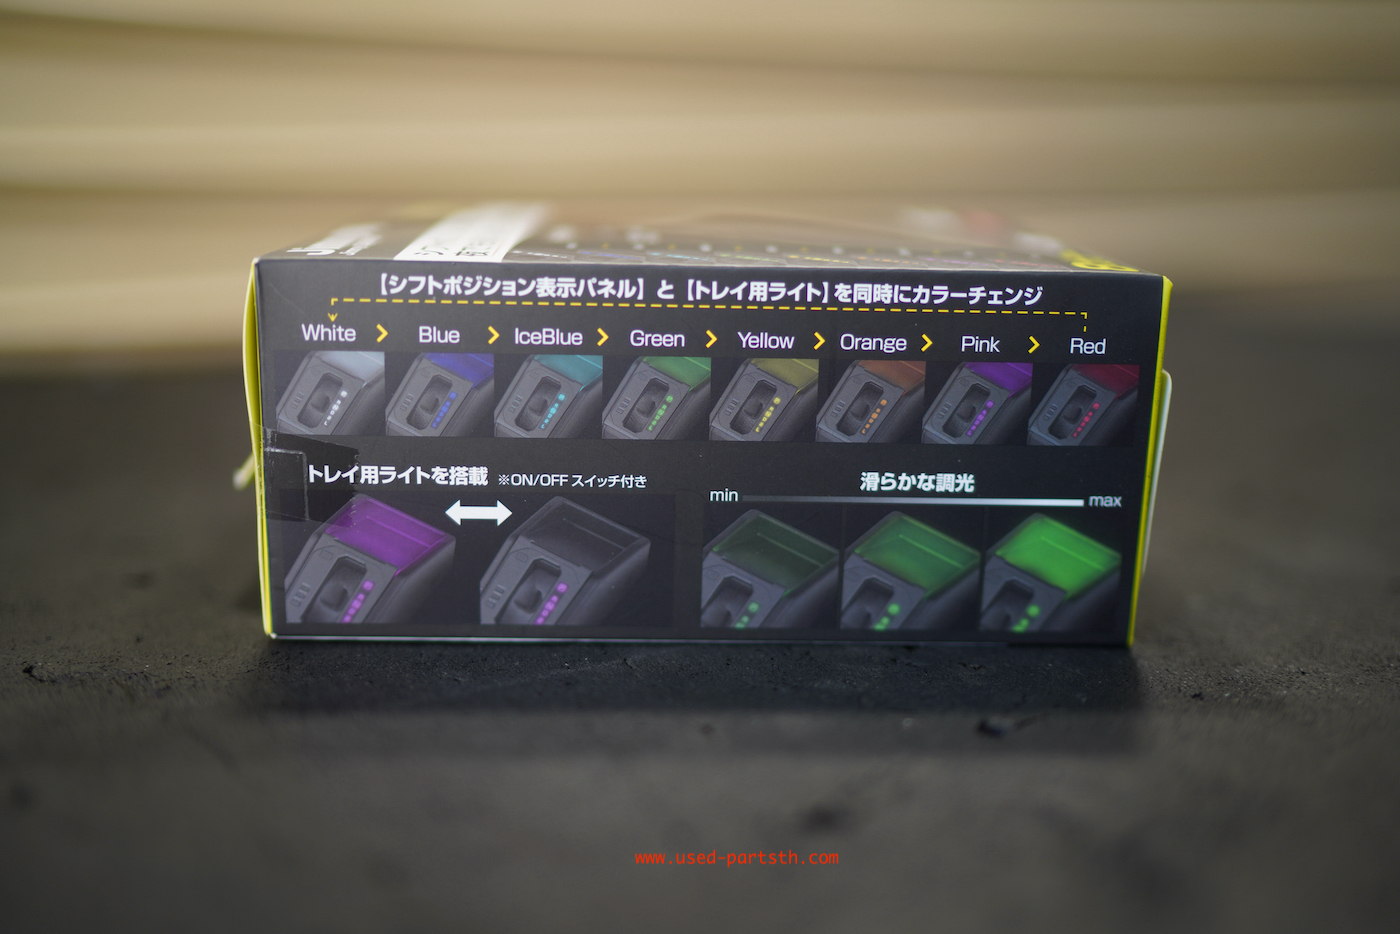 【シフトポジション表示パネル】と【トレイ用ライト】を同時にカラーチェンジ
White > Blue > IceBlue > Green > Yellow > Orange > Pink > Red
トレイ用ライトを搭載 ※ON/OFF スイッチ付き
滑らかな調光
min max
www.used-partsth.com